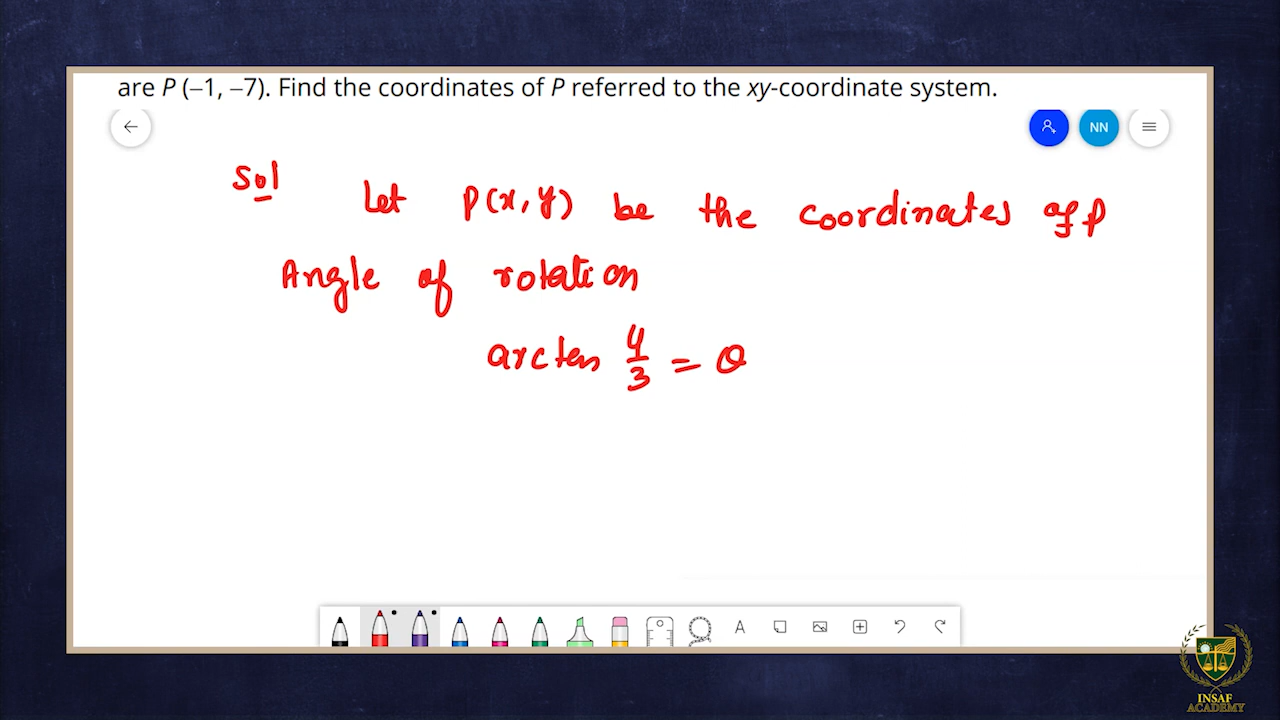 are P (–1, –7). Find the coordinates of P referred to the xy-coordinate system.
NN
Sol
Let P(x, y) be the coordinates of P
Angle of rotation
arctan 4/3 = θ
A
INSAF
ACADEMY